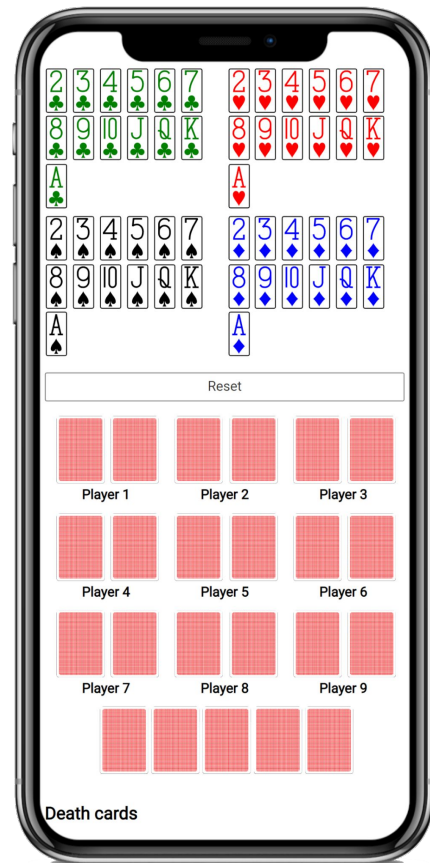 2 3 4 5 6 7 2 3 4 5 6 7
8 9 10 J Q K 8 9 10 J Q K
A A
2 3 4 5 6 7 2 3 4 5 6 7
8 9 10 J Q K 8 9 10 J Q K
A A
Reset
Player 1 Player 2 Player 3
Player 4 Player 5 Player 6
Player 7 Player 8 Player 9
Death cards